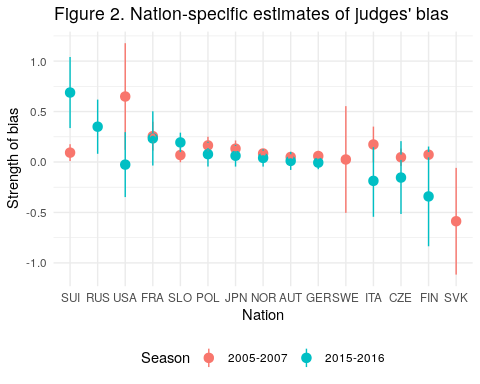 Figure 2. Nation-specific estimates of judges' bias
Strength of bias
1.0
0.5
0.0
-0.5
-1.0
SUI RUS USA FRA SLO POL JPN NOR AUT GER SWE ITA CZE FIN SVK
Nation
Season 2005-2007 2015-2016